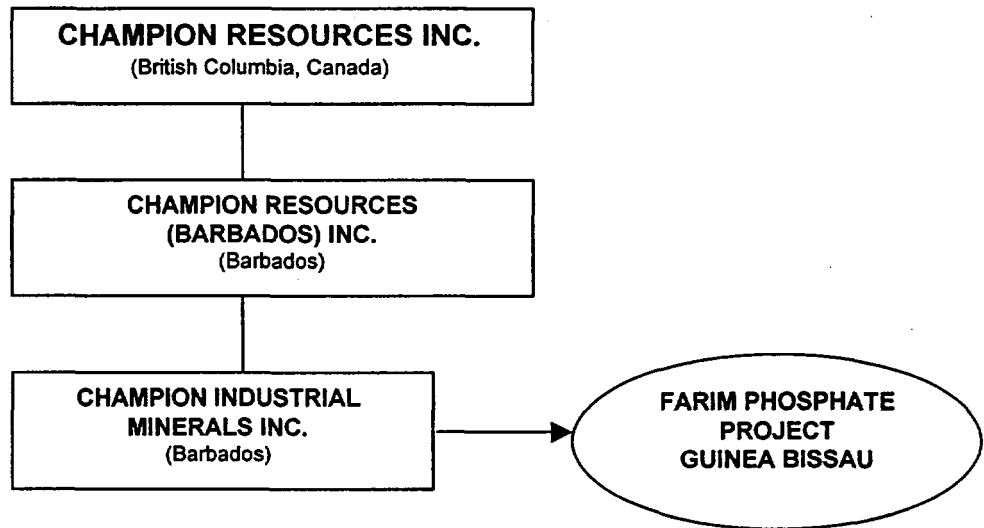 CHAMPION RESOURCES INC.
(British Columbia, Canada)
CHAMPION RESOURCES
(BARBADOS) INC.
(Barbados)
CHAMPION INDUSTRIAL
MINERALS INC.
(Barbados)
FARIM PHOSPHATE
PROJECT
GUINEA BISSAU